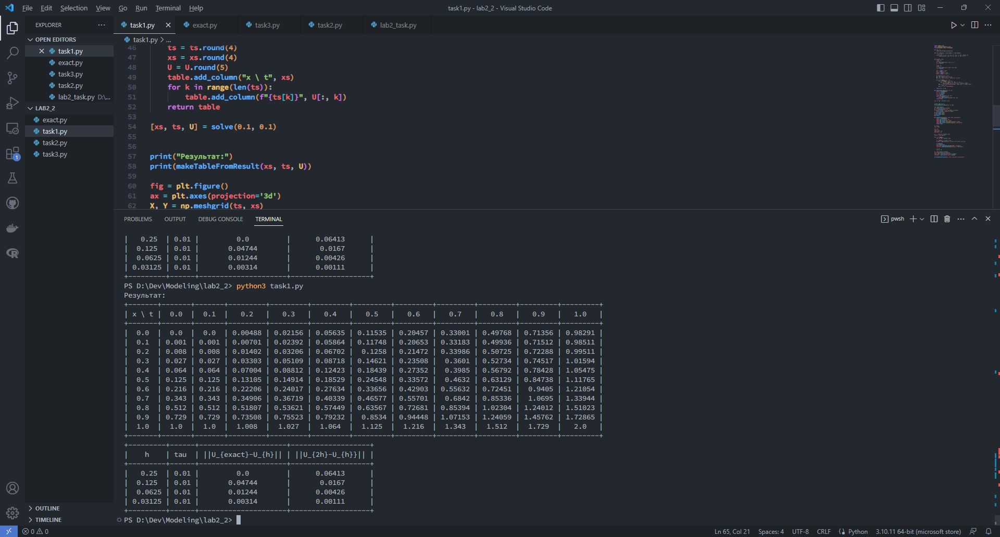 File Edit Selection View Go Run Terminal Help
task1.py - lab2_2 - Visual Studio Code
EXPLORER
task1.py exact.py task3.py task2.py lab2_task.py
OPEN EDITORS
task1.py
exact.py
task3.py
task2.py
lab2_task.py D:\...
LAB2_2
exact.py
task1.py
task2.py
task3.py
OUTLINE
TIMELINE
1
task1.py > ...
46 ts = ts.round(4)
47 xs = xs.round(4)
48 U = U.round(5)
49 table.add_column("x \ t", xs)
50 for k in range(len(ts)):
51 table.add_column(f"{ts[k]}", U[:, k])
52 return table
53
54 [xs, ts, U] = solve(0.1, 0.1)
55
56
57 print("Результат:")
58 print(makeTableFromResult(xs, ts, U))
59
60 fig = plt.figure()
61 ax = plt.axes(projection='3d')
62 X, Y = np.meshgrid(ts, xs)
PROBLEMS OUTPUT DEBUG CONSOLE TERMINAL
pwsh
| 0.25 | 0.01 | 0.0 | 0.06413 |
| 0.125 | 0.01 | 0.04744 | 0.0167 |
| 0.0625 | 0.01 | 0.01244 | 0.00426 |
| 0.03125 | 0.01 | 0.00314 | 0.00111 |
+---------+------+---------------------+-------------------+
PS D:\Dev\Modeling\lab2_2> python3 task1.py
Результат:
+-------+-------+-------+---------+---------+---------+---------+---------+---------+---------+---------+---------+
| x \ t | 0.0 | 0.1 | 0.2 | 0.3 | 0.4 | 0.5 | 0.6 | 0.7 | 0.8 | 0.9 | 1.0 |
+-------+-------+-------+---------+---------+---------+---------+---------+---------+---------+---------+---------+
| 0.0 | 0.0 | 0.0 | 0.00488 | 0.02156 | 0.05635 | 0.11535 | 0.20457 | 0.33001 | 0.49768 | 0.71356 | 0.98291 |
| 0.1 | 0.001 | 0.001 | 0.00701 | 0.02392 | 0.05864 | 0.11748 | 0.20653 | 0.33183 | 0.49936 | 0.71512 | 0.98511 |
| 0.2 | 0.008 | 0.008 | 0.01402 | 0.03206 | 0.06702 | 0.1258 | 0.21472 | 0.33986 | 0.50725 | 0.72288 | 0.99511 |
| 0.3 | 0.027 | 0.027 | 0.03303 | 0.05109 | 0.08718 | 0.14621 | 0.23508 | 0.3601 | 0.52734 | 0.74517 | 1.01594 |
| 0.4 | 0.064 | 0.064 | 0.07004 | 0.08812 | 0.12423 | 0.18439 | 0.27352 | 0.3985 | 0.56792 | 0.78428 | 1.05475 |
| 0.5 | 0.125 | 0.125 | 0.13105 | 0.14914 | 0.18529 | 0.24548 | 0.33572 | 0.4632 | 0.63129 | 0.84738 | 1.11765 |
| 0.6 | 0.216 | 0.216 | 0.22206 | 0.24017 | 0.27634 | 0.33656 | 0.42903 | 0.55632 | 0.72451 | 0.9405 | 1.21054 |
| 0.7 | 0.343 | 0.343 | 0.34906 | 0.36719 | 0.40339 | 0.46577 | 0.55701 | 0.6842 | 0.85336 | 1.0695 | 1.33944 |
| 0.8 | 0.512 | 0.512 | 0.51807 | 0.53621 | 0.57449 | 0.63567 | 0.72681 | 0.85394 | 1.02304 | 1.24012 | 1.51023 |
| 0.9 | 0.729 | 0.729 | 0.73508 | 0.75523 | 0.79232 | 0.8534 | 0.94448 | 1.07153 | 1.24059 | 1.45762 | 1.72865 |
| 1.0 | 1.0 | 1.0 | 1.008 | 1.027 | 1.064 | 1.125 | 1.216 | 1.343 | 1.512 | 1.729 | 2.0 |
+-------+-------+-------+---------+---------+---------+---------+---------+---------+---------+---------+---------+
+---------+------+---------------------+-------------------+
| h | tau | ||U_{exact}-U_{h}|| | ||U_{2h}-U_{h}}|| |
+---------+------+---------------------+-------------------+
| 0.25 | 0.01 | 0.0 | 0.06413 |
| 0.125 | 0.01 | 0.04744 | 0.0167 |
| 0.0625 | 0.01 | 0.01244 | 0.00426 |
| 0.03125 | 0.01 | 0.00314 | 0.00111 |
+---------+------+---------------------+-------------------+
PS D:\Dev\Modeling\lab2_2>
0 0
Ln 65, Col 21 Spaces: 4 UTF-8 CRLF Python 3.10.11 64-bit (microsoft store)